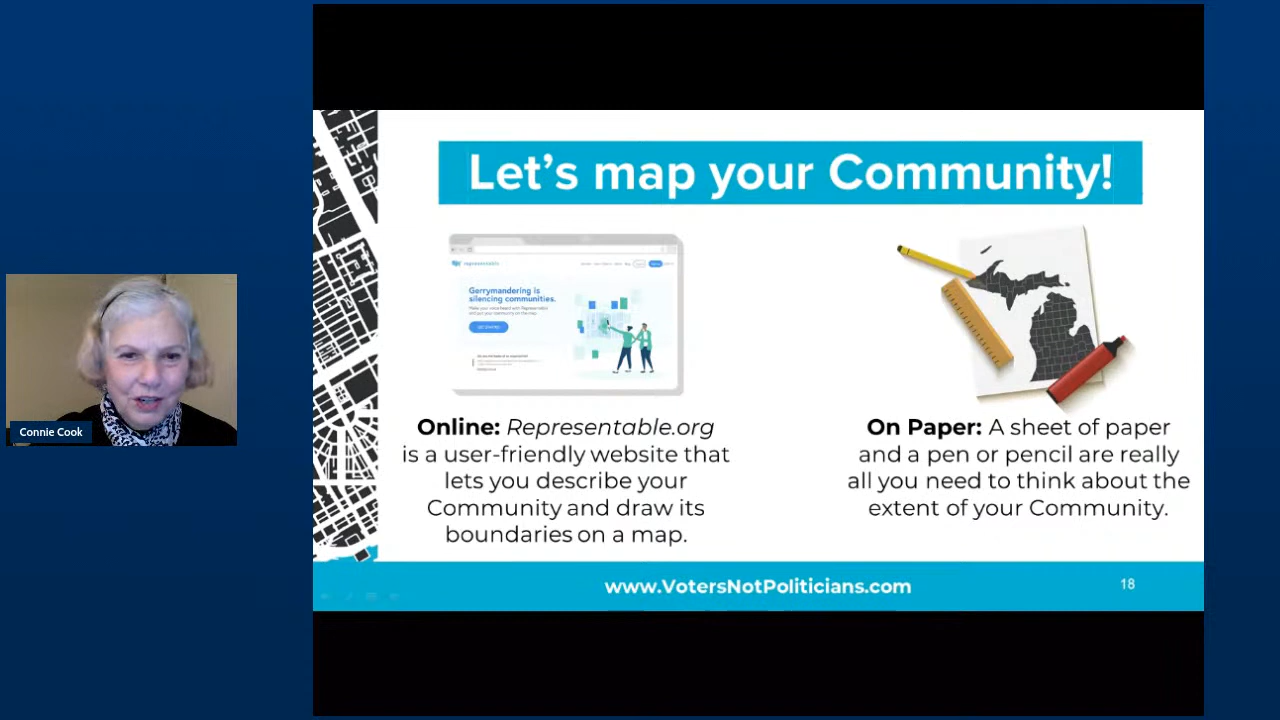 Let's map your Community!
representable
Gerrymandering is
silencing communities.
GET STARTED
Online: Representable.org
is a user-friendly website that
lets you describe your
Community and draw its
boundaries on a map.
On Paper: A sheet of paper
and a pen or pencil are really
all you need to think about the
extent of your Community.
Connie Cook
www.VotersNotPoliticians.com
18